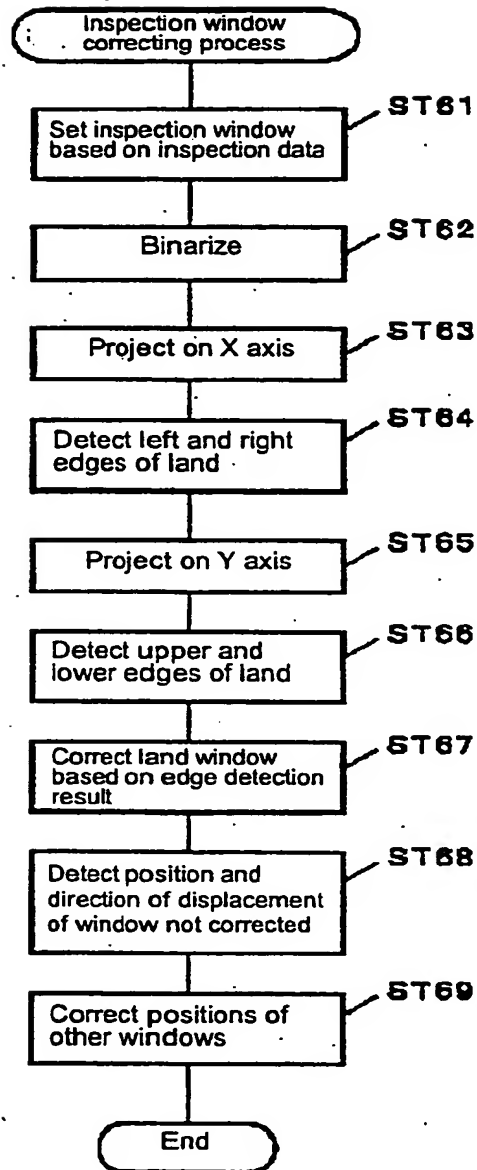 Inspection window
correcting process
ST61
Set inspection window
based on inspection data
ST62
Binarize
ST63
Project on X axis
ST64
Detect left and right
edges of land
ST65
Project on Y axis
ST66
Detect upper and
lower edges of land
ST67
Correct land window
based on edge detection
result
ST68
Detect position and
direction of displacement
of window not corrected
ST69
Correct positions of
other windows
End